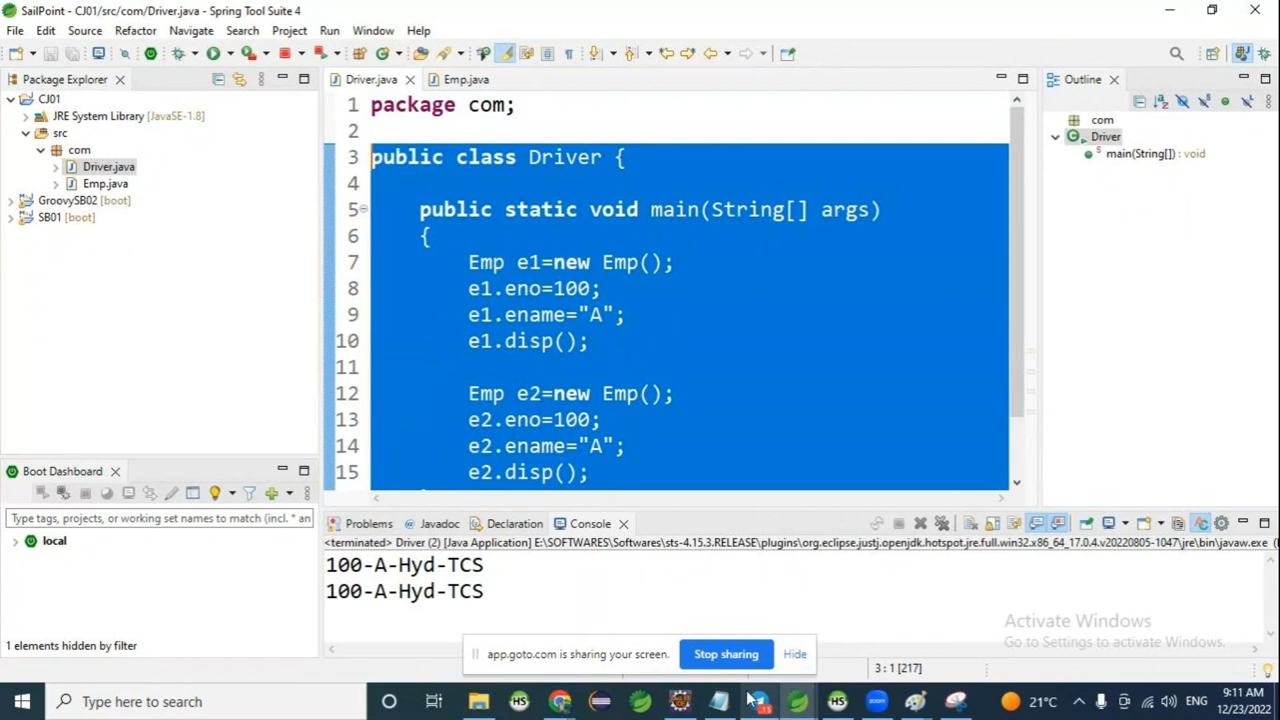 SailPoint - CJ01/src/com/Driver.java - Spring Tool Suite 4
File Edit Source Refactor Navigate Search Project Run Window Help
Package Explorer
CJ01
JRE System Library [JavaSE-1.8]
src
com
Driver.java
Emp.java
GroovySB02 [boot]
SB01 [boot]
Driver.java Emp.java
1 package com;
2
3 public class Driver {
4
5 public static void main(String[] args)
6 {
7 Emp e1=new Emp();
8 e1.eno=100;
9 e1.ename="A";
10 e1.disp();
11
12 Emp e2=new Emp();
13 e2.eno=100;
14 e2.ename="A";
15 e2.disp();
Outline
com
Driver
main(String[]) : void
Boot Dashboard
Type tags, projects, or working set names to match (incl. * an
local
1 elements hidden by filter
Problems Javadoc Declaration Console
<terminated> Driver (2) [Java Application] E:\SOFTWARES\Softwares\sts-4.15.3.RELEASE\plugins\org.eclipse.justj.openjdk.hotspot.jre.full.win32.x86_64_17.0.4.v20220805-1047\jre\bin\javaw.exe
100-A-Hyd-TCS
100-A-Hyd-TCS
Activate Windows
Go to Settings to activate Windows.
app.goto.com is sharing your screen. Stop sharing Hide
3 : 1 [217]
Type here to search
HS
HS
zoom
21°C
ENG
9:11 AM
12/23/2022